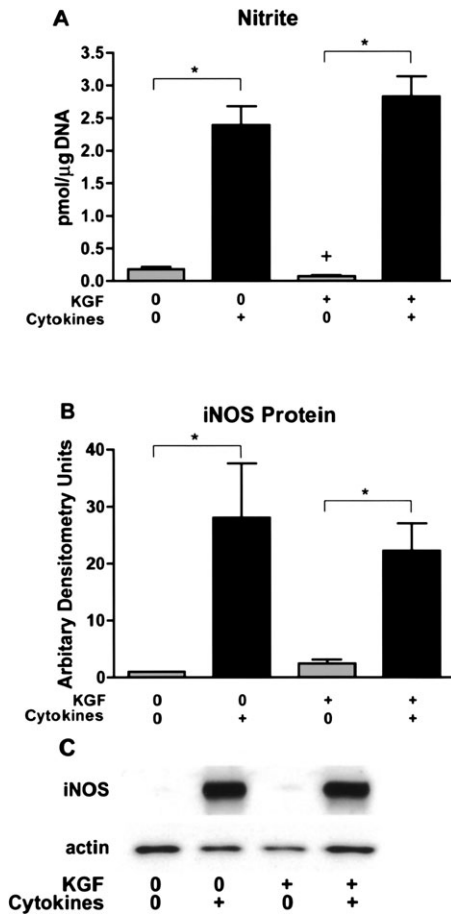 A
Nitrite
pmol/µg DNA
3.5
3.0
2.5
2.0
1.5
1.0
0.5
0.0
*
*
+
KGF 0 0 + +
Cytokines 0 + 0 +
B
iNOS Protein
Arbitary Densitometry Units
40
30
20
10
0
*
*
KGF 0 0 + +
Cytokines 0 + 0 +
C
iNOS
actin
KGF 0 0 + +
Cytokines 0 + 0 +